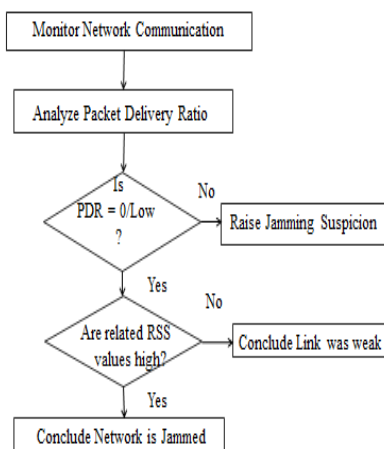 Monitor Network Communication
Analyze Packet Delivery Ratio
Is
PDR = 0/Low
?
No
Raise Jamming Suspicion
Yes
Are related RSS
values high?
No
Conclude Link was weak
Yes
Conclude Network is Jammed